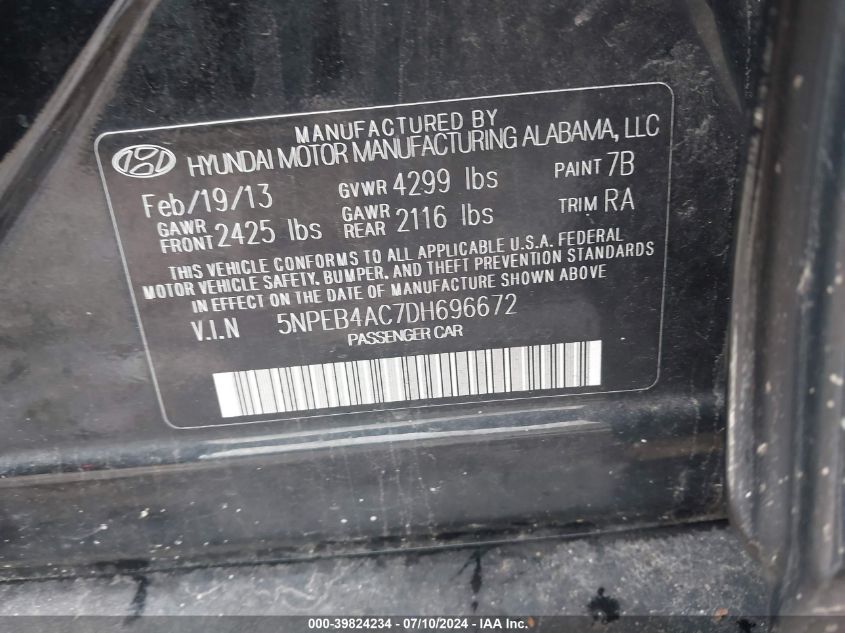 MANUFACTURED BY
HYUNDAI MOTOR MANUFACTURING ALABAMA, LLC
Feb/19/13 GVWR 4299 lbs PAINT 7B
GAWR FRONT 2425 lbs GAWR REAR 2116 lbs TRIM RA
THIS VEHICLE CONFORMS TO ALL APPLICABLE U.S.A. FEDERAL
MOTOR VEHICLE SAFETY, BUMPER, AND THEFT PREVENTION STANDARDS
IN EFFECT ON THE DATE OF MANUFACTURE SHOWN ABOVE
V.I.N 5NPEB4AC7DH696672
PASSENGER CAR
000-39824234 - 07/10/2024 - IAA Inc.